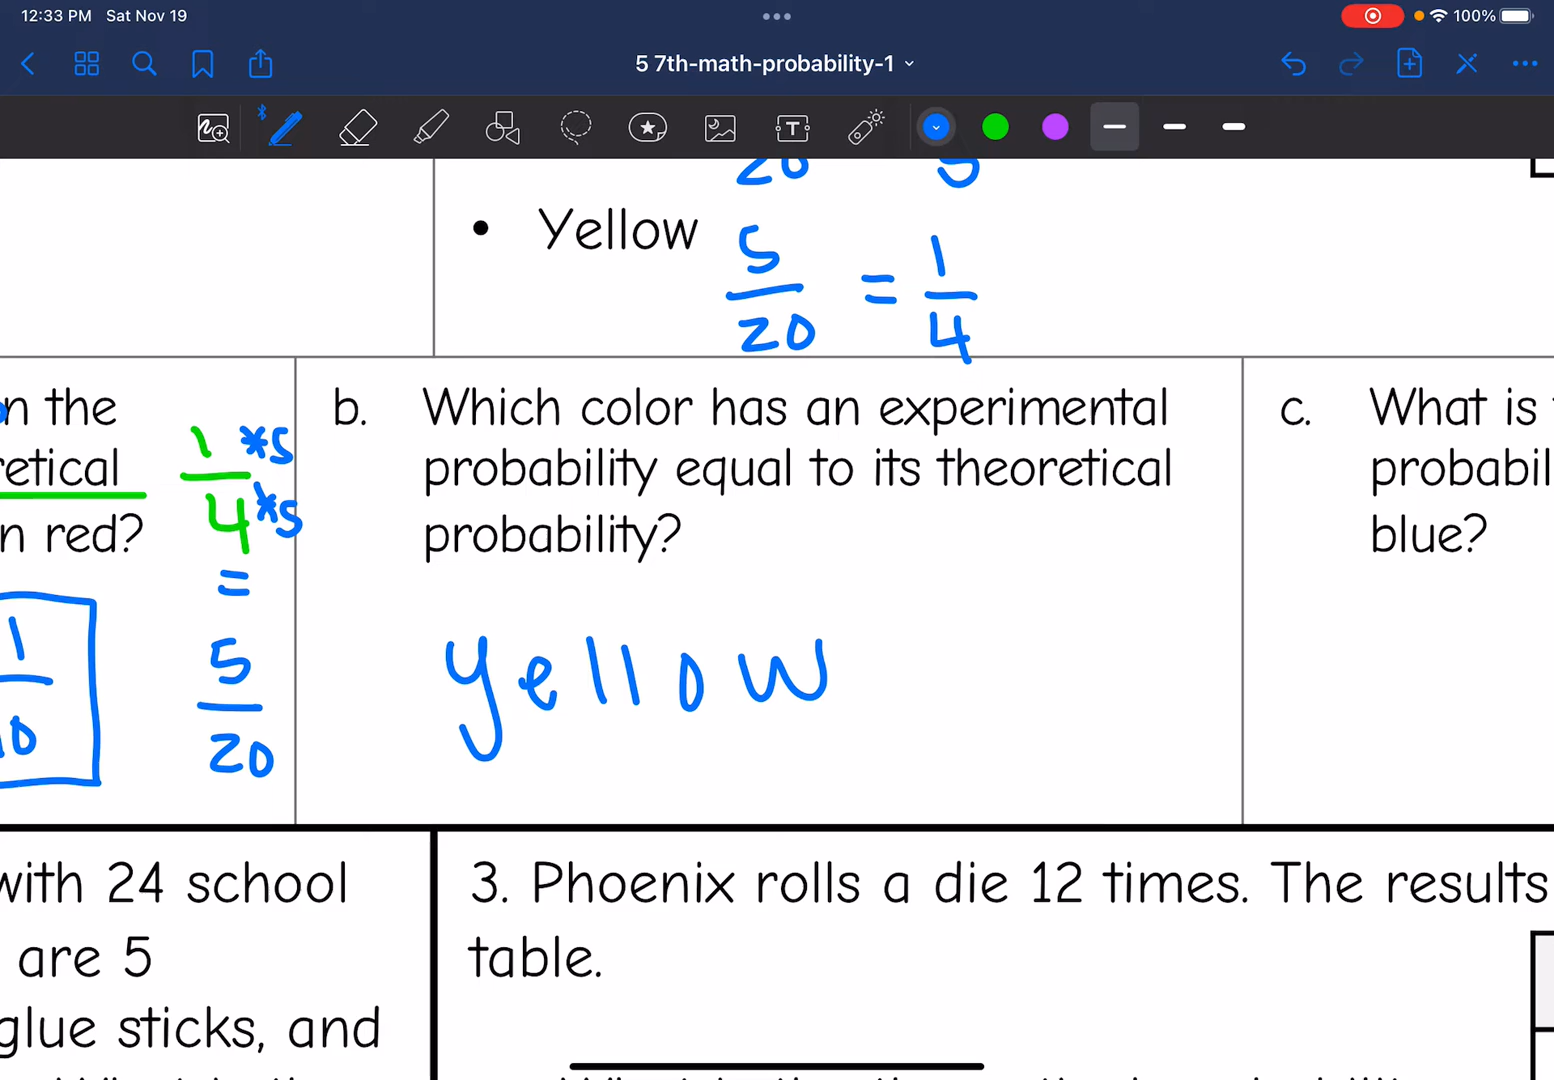 12:33 PM Sat Nov 19
100%
5 7th-math-probability-1
T
20
• Yellow 5/20 = 1/4
n the
retical
n red?
1 *5
4 *5
=
5
20
1
10
b. Which color has an experimental
probability equal to its theoretical
probability?
yellow
c. What is
probabil
blue?
with 24 school
are 5
glue sticks, and
3. Phoenix rolls a die 12 times. The results
table.